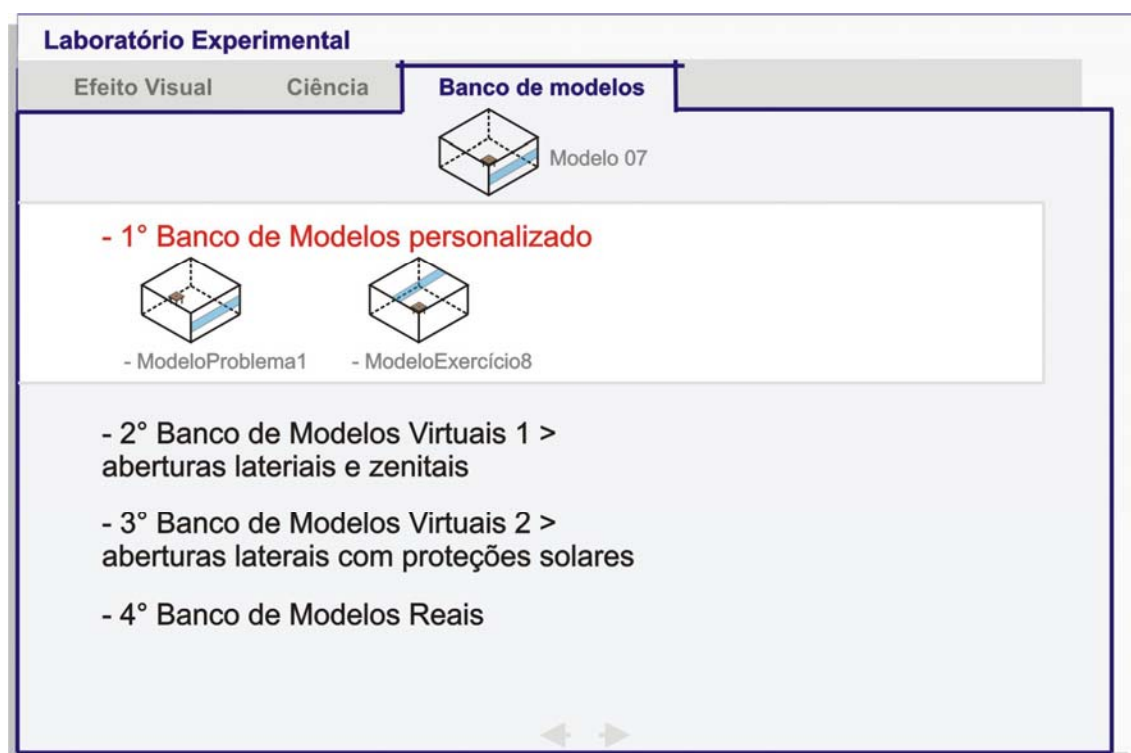 Laboratório Experimental
Efeito Visual Ciência Banco de modelos
Modelo 07
- 1° Banco de Modelos personalizado
- ModeloProblema1 - ModeloExercício8
- 2° Banco de Modelos Virtuais 1 >
aberturas lateriais e zenitais
- 3° Banco de Modelos Virtuais 2 >
aberturas laterais com proteções solares
- 4° Banco de Modelos Reais